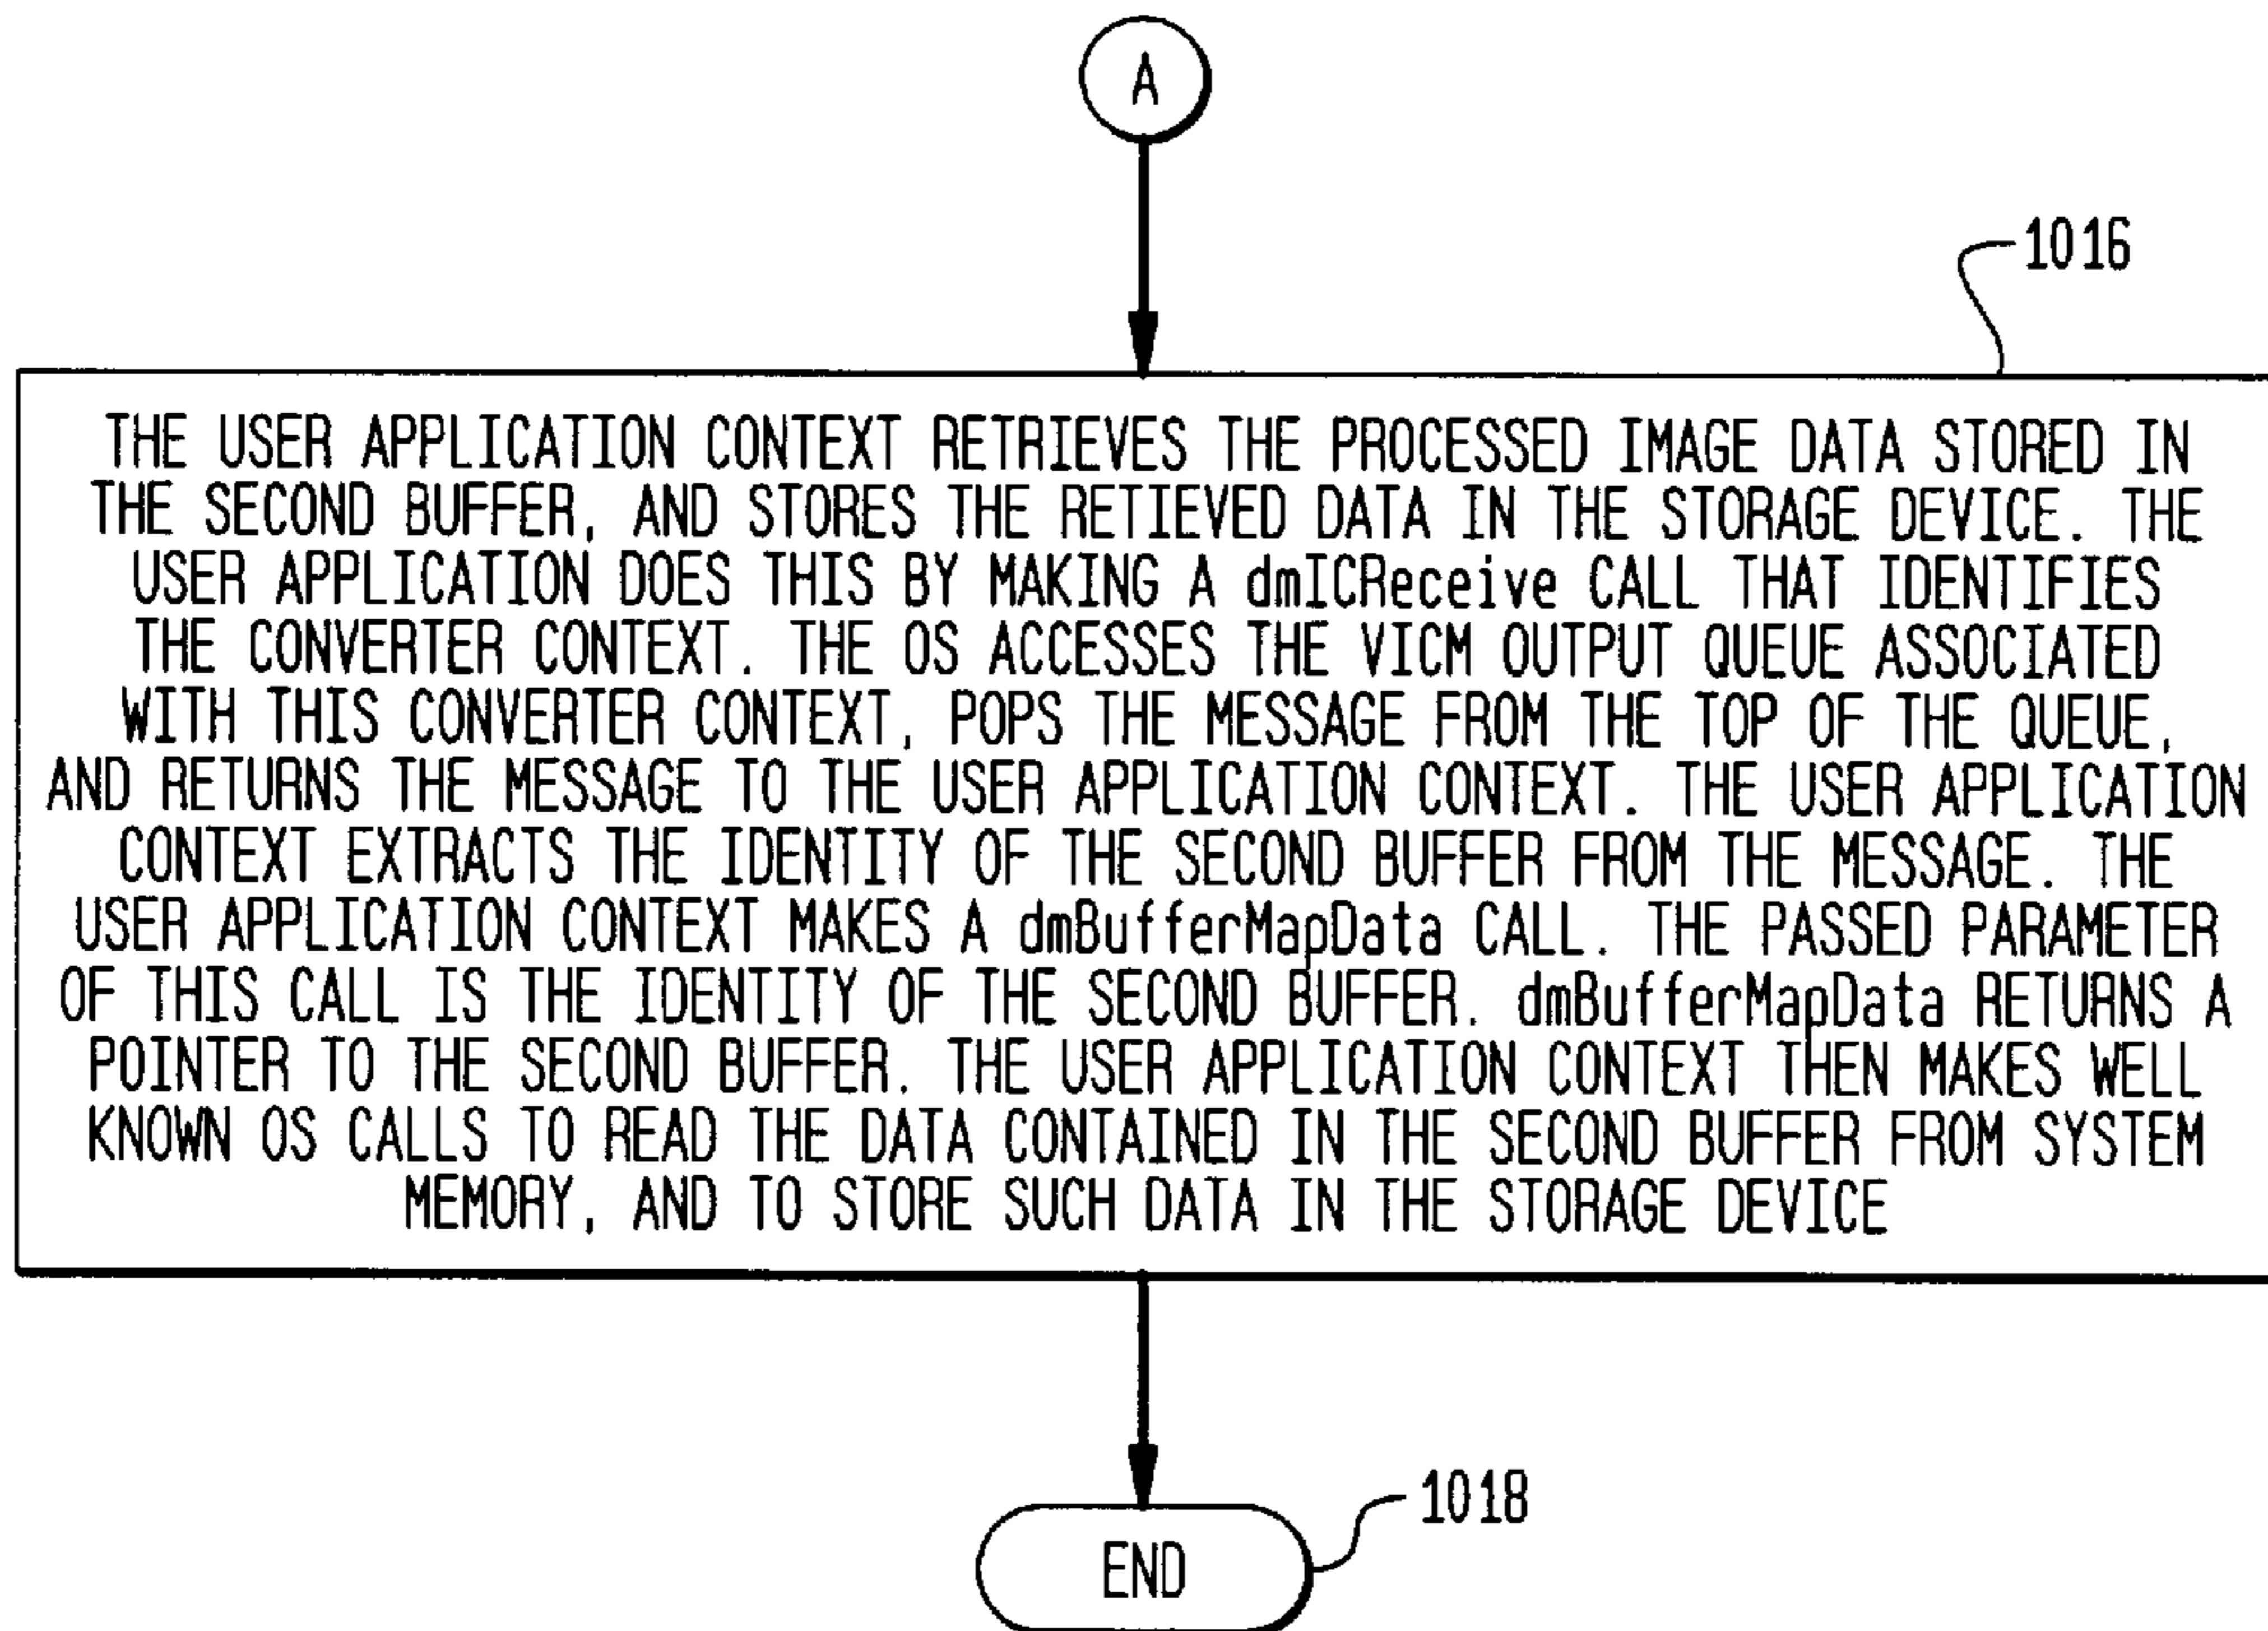 A
1016
THE USER APPLICATION CONTEXT RETRIEVES THE PROCESSED IMAGE DATA STORED IN
THE SECOND BUFFER, AND STORES THE RETIEVED DATA IN THE STORAGE DEVICE. THE
USER APPLICATION DOES THIS BY MAKING A dmICReceive CALL THAT IDENTIFIES
THE CONVERTER CONTEXT. THE OS ACCESSES THE VICM OUTPUT QUEUE ASSOCIATED
WITH THIS CONVERTER CONTEXT, POPS THE MESSAGE FROM THE TOP OF THE QUEUE,
AND RETURNS THE MESSAGE TO THE USER APPLICATION CONTEXT. THE USER APPLICATION
CONTEXT EXTRACTS THE IDENTITY OF THE SECOND BUFFER FROM THE MESSAGE. THE
USER APPLICATION CONTEXT MAKES A dmBufferMapData CALL. THE PASSED PARAMETER
OF THIS CALL IS THE IDENTITY OF THE SECOND BUFFER. dmBufferMapData RETURNS A
POINTER TO THE SECOND BUFFER. THE USER APPLICATION CONTEXT THEN MAKES WELL
KNOWN OS CALLS TO READ THE DATA CONTAINED IN THE SECOND BUFFER FROM SYSTEM
MEMORY, AND TO STORE SUCH DATA IN THE STORAGE DEVICE
1018
END